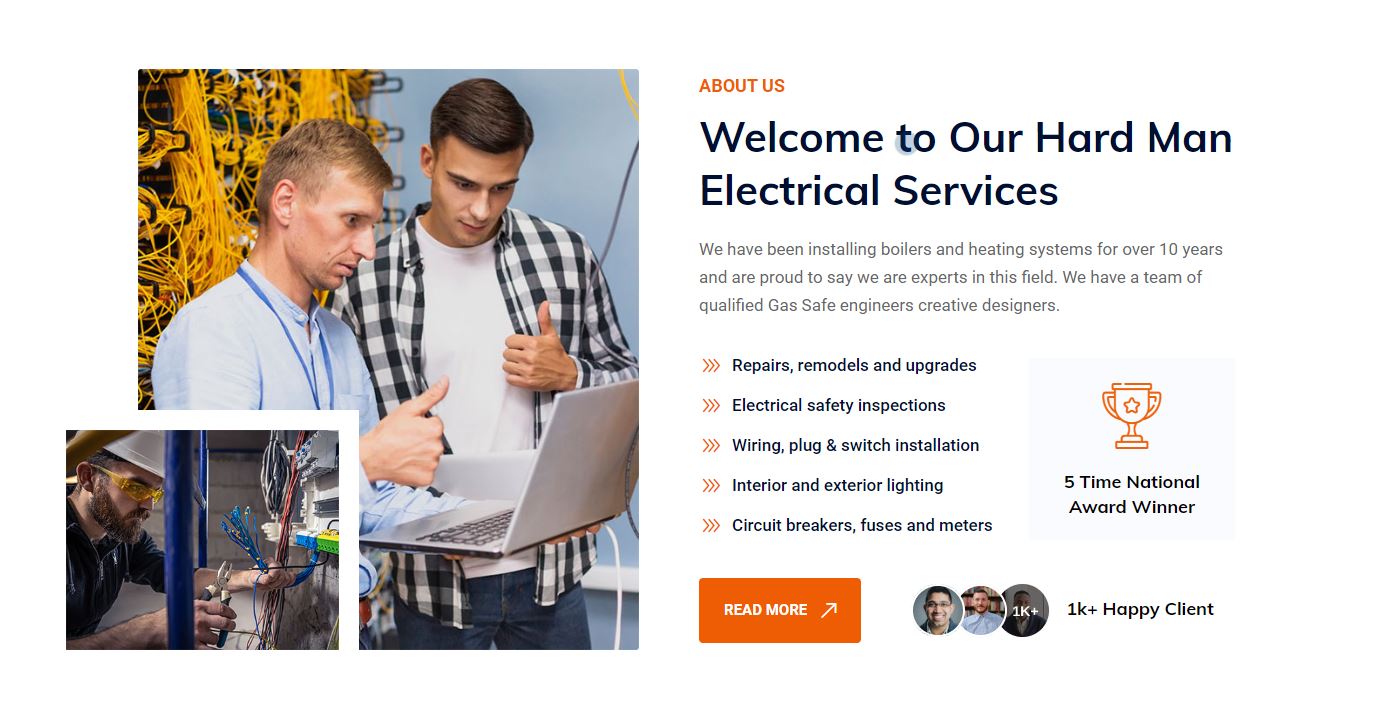 ABOUT US
Welcome to Our Hard Man
Electrical Services
We have been installing boilers and heating systems for over 10 years
and are proud to say we are experts in this field. We have a team of
qualified Gas Safe engineers creative designers.
Repairs, remodels and upgrades
Electrical safety inspections
Wiring, plug & switch installation
Interior and exterior lighting
Circuit breakers, fuses and meters
5 Time National
Award Winner
READ MORE
1K+
1k+ Happy Client